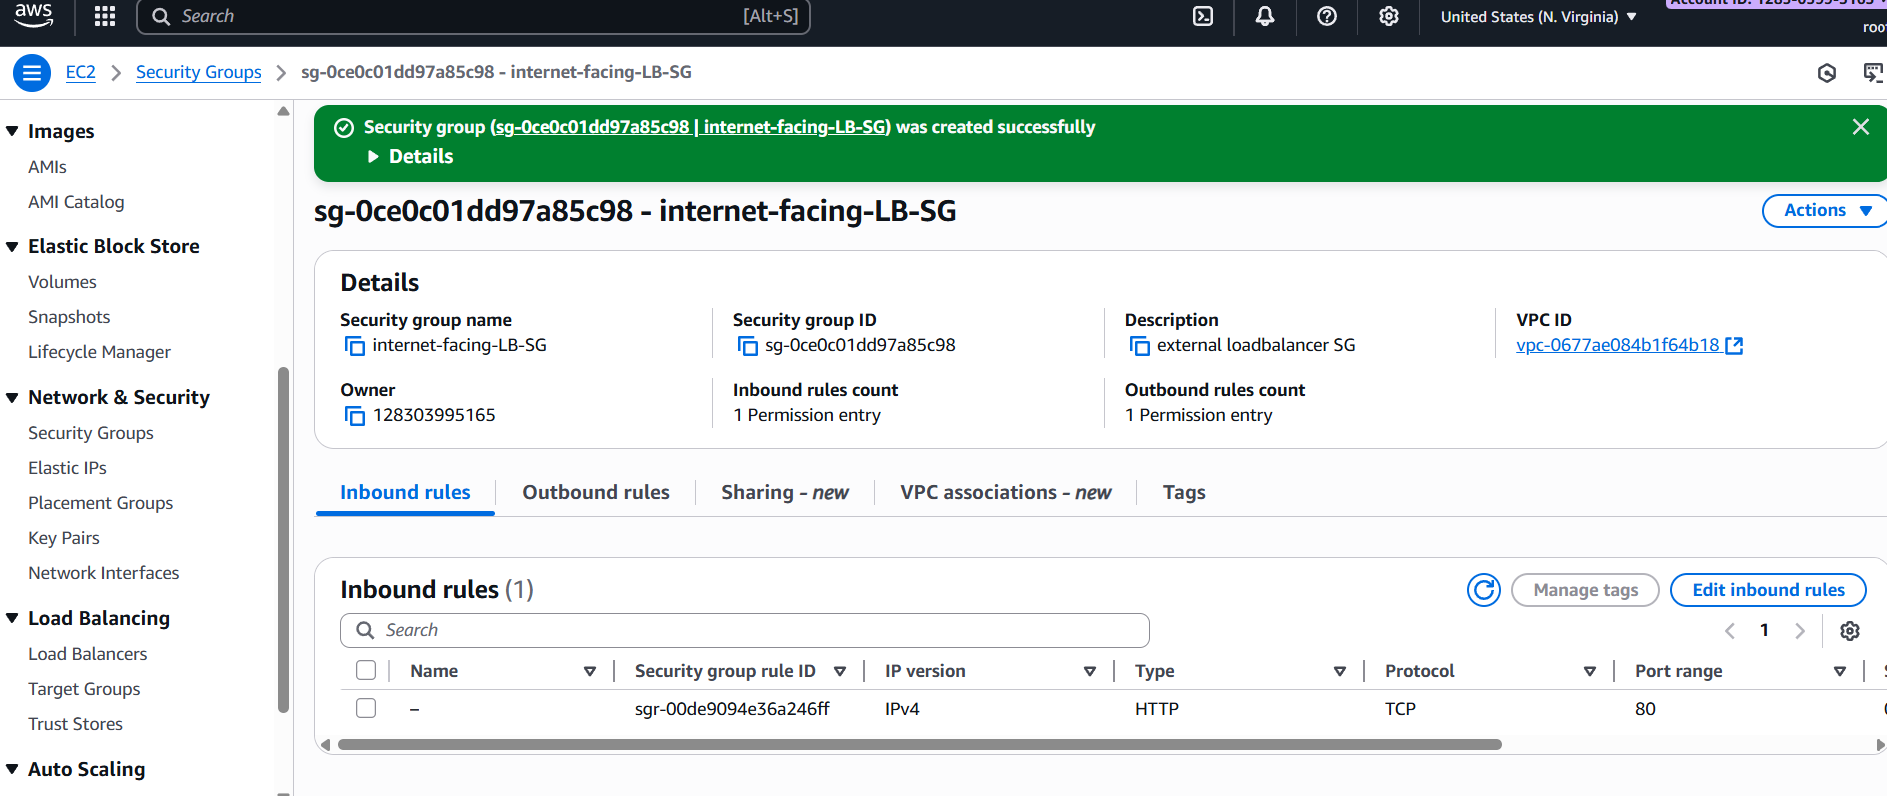 aws
Search [Alt+S]
United States (N. Virginia)
EC2 > Security Groups > sg-0ce0c01dd97a85c98 - internet-facing-LB-SG
Images
AMIs
AMI Catalog
Elastic Block Store
Volumes
Snapshots
Lifecycle Manager
Network & Security
Security Groups
Elastic IPs
Placement Groups
Key Pairs
Network Interfaces
Load Balancing
Load Balancers
Target Groups
Trust Stores
Auto Scaling
Security group (sg-0ce0c01dd97a85c98 | internet-facing-LB-SG) was created successfully
Details
sg-0ce0c01dd97a85c98 - internet-facing-LB-SG
Actions
Details
Security group name
internet-facing-LB-SG
Security group ID
sg-0ce0c01dd97a85c98
Description
external loadbalancer SG
VPC ID
vpc-0677ae084b1f64b18
Owner
128303995165
Inbound rules count
1 Permission entry
Outbound rules count
1 Permission entry
Inbound rules Outbound rules Sharing - new VPC associations - new Tags
Inbound rules (1)
Manage tags Edit inbound rules
Search
1
Name Security group rule ID IP version Type Protocol Port range
– sgr-00de9094e36a246ff IPv4 HTTP TCP 80